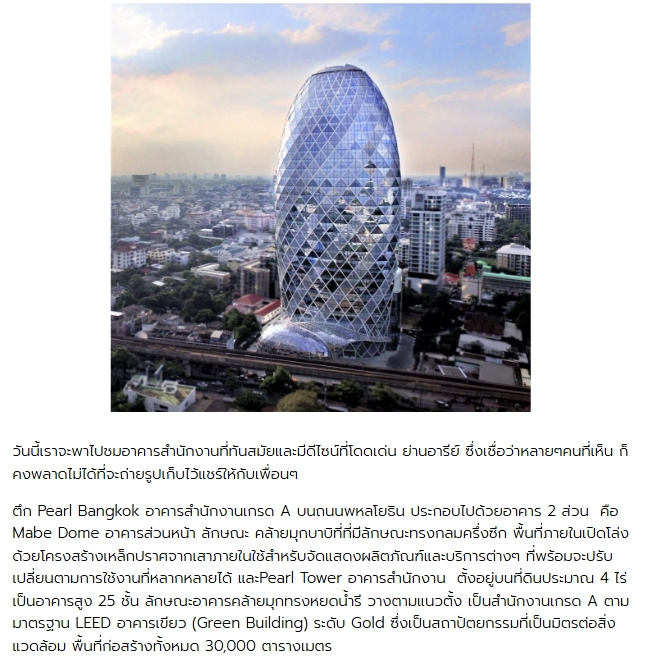 วันนี้เราจะพาไปชมอาคารสำนักงานที่ทันสมัยและมีดีไซน์ที่โดดเด่น ย่านอารีย์ ซึ่งเชื่อว่าหลายๆคนที่เห็น ก็
คงพลาดไม่ได้ที่จะถ่ายรูปเก็บไว้แชร์ให้กับเพื่อนๆ
ตึก Pearl Bangkok อาคารสำนักงานเกรด A บนถนนพหลโยธิน ประกอบไปด้วยอาคาร 2 ส่วน คือ
Mabe Dome อาคารส่วนหน้า ลักษณะ คล้ายมุกบาบิที่ที่มีลักษณะทรงกลมครึ่งซีก พื้นที่ภายในเปิดโล่ง
ด้วยโครงสร้างเหล็กปราศจากเสาภายในใช้สำหรับจัดแสดงผลิตภัณฑ์และบริการต่างๆ ที่พร้อมจะปรับ
เปลี่ยนตามการใช้งานที่หลากหลายได้ และPearl Tower อาคารสำนักงาน ตั้งอยู่บนที่ดินประมาณ 4 ไร่
เป็นอาคารสูง 25 ชั้น ลักษณะอาคารคล้ายมุกทรงหยดน้ำรี วางตามแนวตั้ง เป็นสำนักงานเกรด A ตาม
มาตรฐาน LEED อาคารเขียว (Green Building) ระดับ Gold ซึ่งเป็นสถาปัตยกรรมที่เป็นมิตรต่อสิ่ง
แวดล้อม พื้นที่ก่อสร้างทั้งหมด 30,000 ตารางเมตร